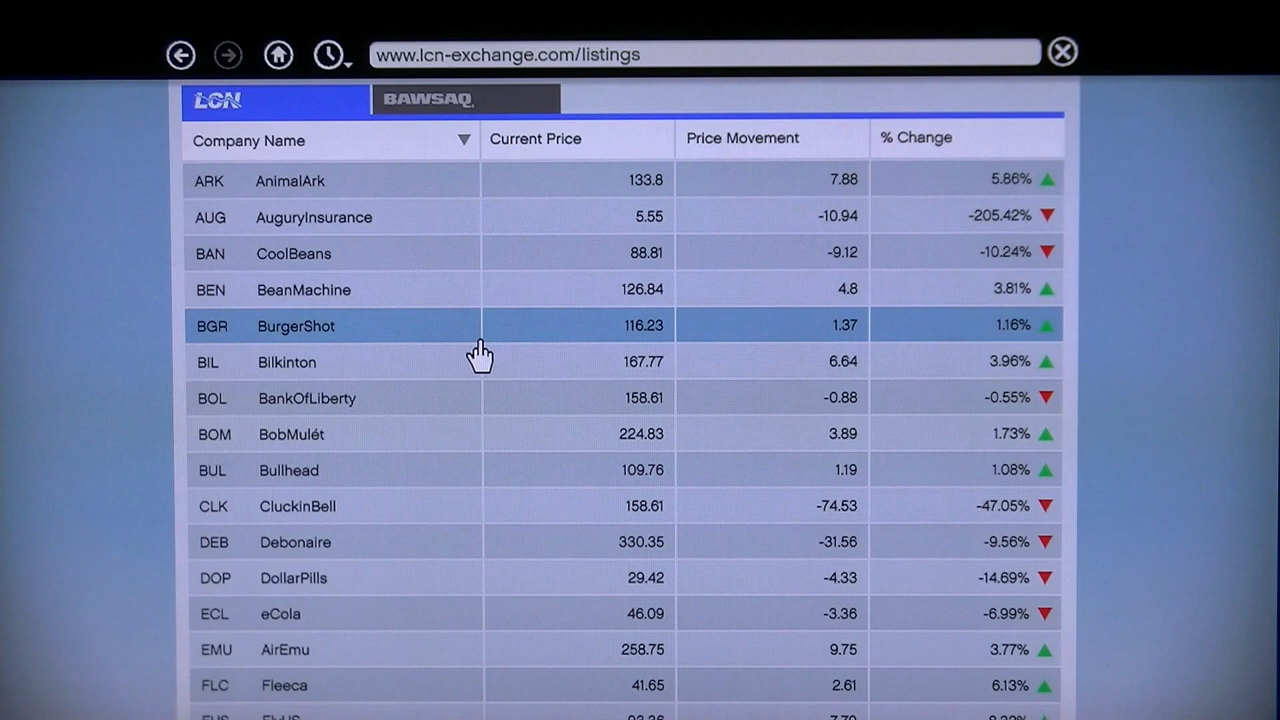 www.lcn-exchange.com/listings
LCN BAWSAQ
Company Name Current Price Price Movement % Change
ARK AnimalArk 133.8 7.88 5.86%
AUG AuguryInsurance 5.55 -10.94 -205.42%
BAN CoolBeans 88.81 -9.12 -10.24%
BEN BeanMachine 126.84 4.8 3.81%
BGR BurgerShot 116.23 1.37 1.16%
BIL Bilkinton 167.77 6.64 3.96%
BOL BankOfLiberty 158.61 -0.88 -0.55%
BOM BobMulét 224.83 3.89 1.73%
BUL Bullhead 109.76 1.19 1.08%
CLK CluckinBell 158.61 -74.53 -47.05%
DEB Debonaire 330.35 -31.56 -9.56%
DOP DollarPills 29.42 -4.33 -14.69%
ECL eCola 46.09 -3.36 -6.99%
EMU AirEmu 258.75 9.75 3.77%
FLC Fleeca 41.65 2.61 6.13%